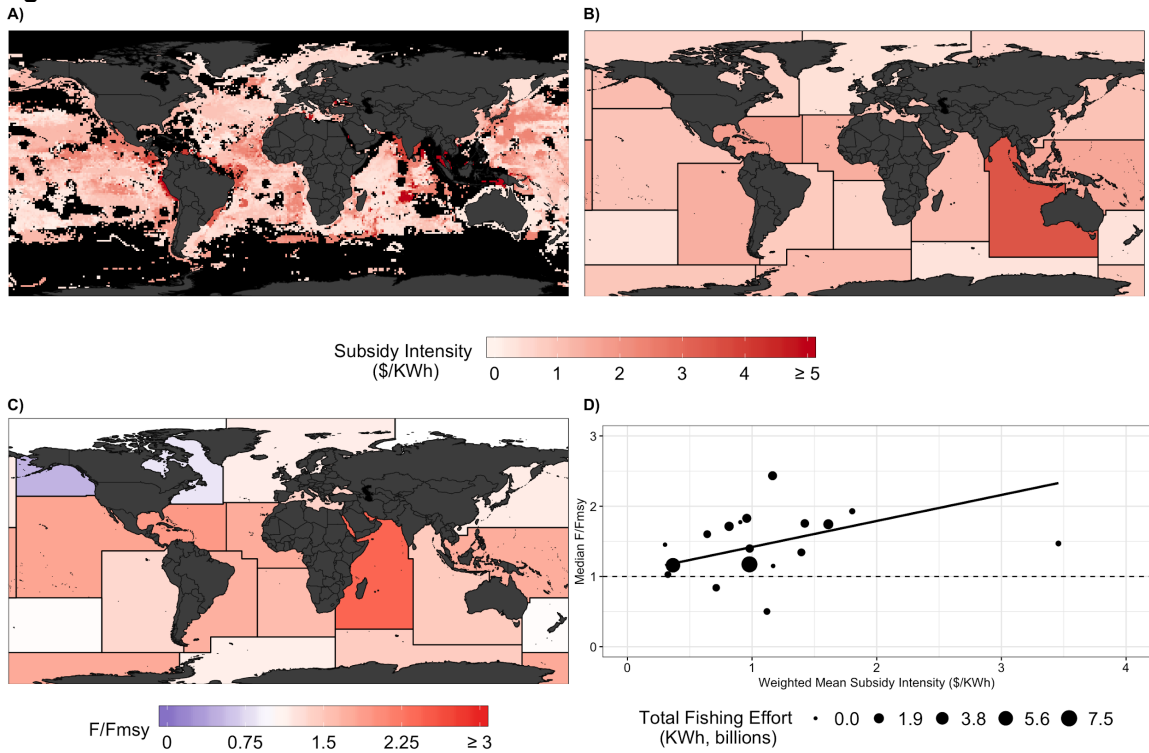 A)
B)
Subsidy Intensity
($/KWh)
0 1 2 3 4 ≥ 5
C)
D)
3
2
1
0
Median F/Fmsy
0 1 2 3 4
Weighted Mean Subsidy Intensity ($/KWh)
F/Fmsy
0 0.75 1.5 2.25 ≥ 3
Total Fishing Effort
(KWh, billions)
0.0 1.9 3.8 5.6 7.5